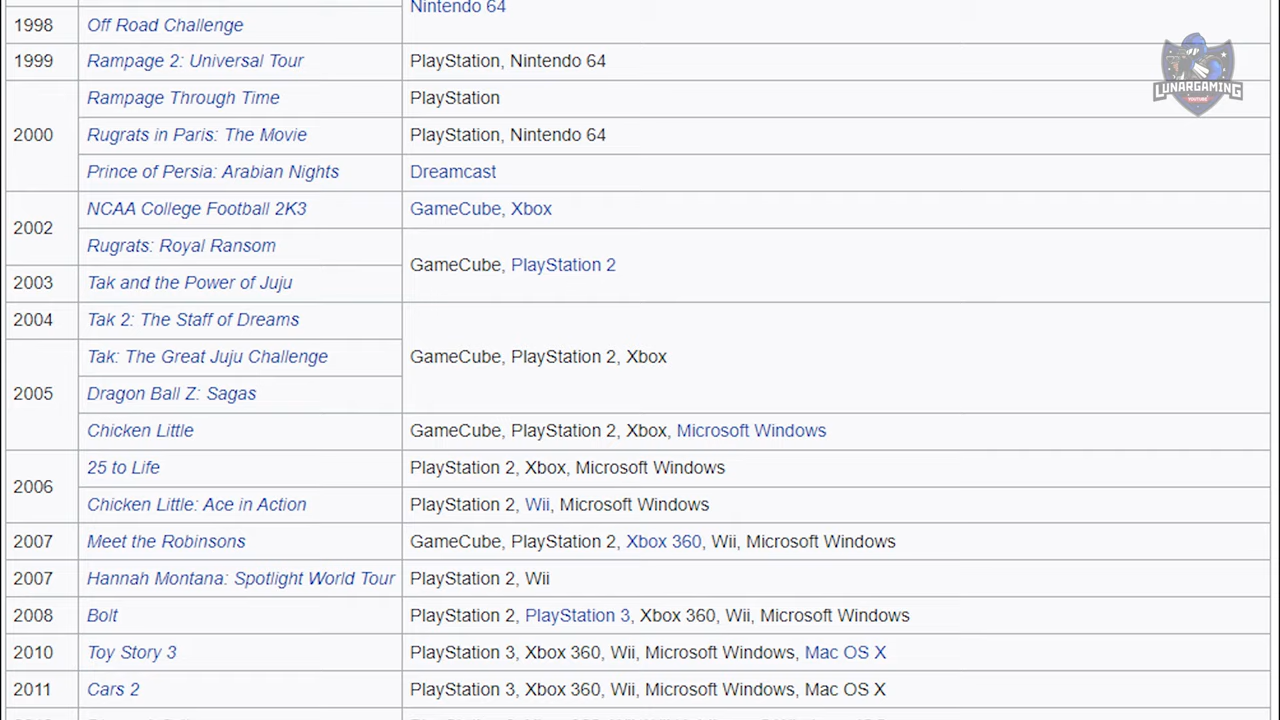 Nintendo 64
1998 Off Road Challenge
1999 Rampage 2: Universal Tour PlayStation, Nintendo 64
Rampage Through Time PlayStation
2000 Rugrats in Paris: The Movie PlayStation, Nintendo 64
Prince of Persia: Arabian Nights Dreamcast
NCAA College Football 2K3 GameCube, Xbox
2002
Rugrats: Royal Ransom
GameCube, PlayStation 2
2003 Tak and the Power of Juju
2004 Tak 2: The Staff of Dreams
Tak: The Great Juju Challenge GameCube, PlayStation 2, Xbox
2005 Dragon Ball Z: Sagas
Chicken Little GameCube, PlayStation 2, Xbox, Microsoft Windows
25 to Life PlayStation 2, Xbox, Microsoft Windows
2006
Chicken Little: Ace in Action PlayStation 2, Wii, Microsoft Windows
2007 Meet the Robinsons GameCube, PlayStation 2, Xbox 360, Wii, Microsoft Windows
2007 Hannah Montana: Spotlight World Tour PlayStation 2, Wii
2008 Bolt PlayStation 2, PlayStation 3, Xbox 360, Wii, Microsoft Windows
2010 Toy Story 3 PlayStation 3, Xbox 360, Wii, Microsoft Windows, Mac OS X
2011 Cars 2 PlayStation 3, Xbox 360, Wii, Microsoft Windows, Mac OS X
LUNARGAMING
YOUTUBE